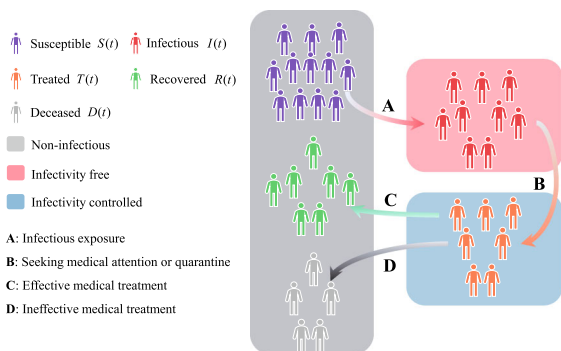 Susceptible S(t)
Infectious I(t)
Treated T(t)
Recovered R(t)
Deceased D(t)
Non-infectious
Infectivity free
Infectivity controlled
A: Infectious exposure
B: Seeking medical attention or quarantine
C: Effective medical treatment
D: Ineffective medical treatment
A
B
C
D